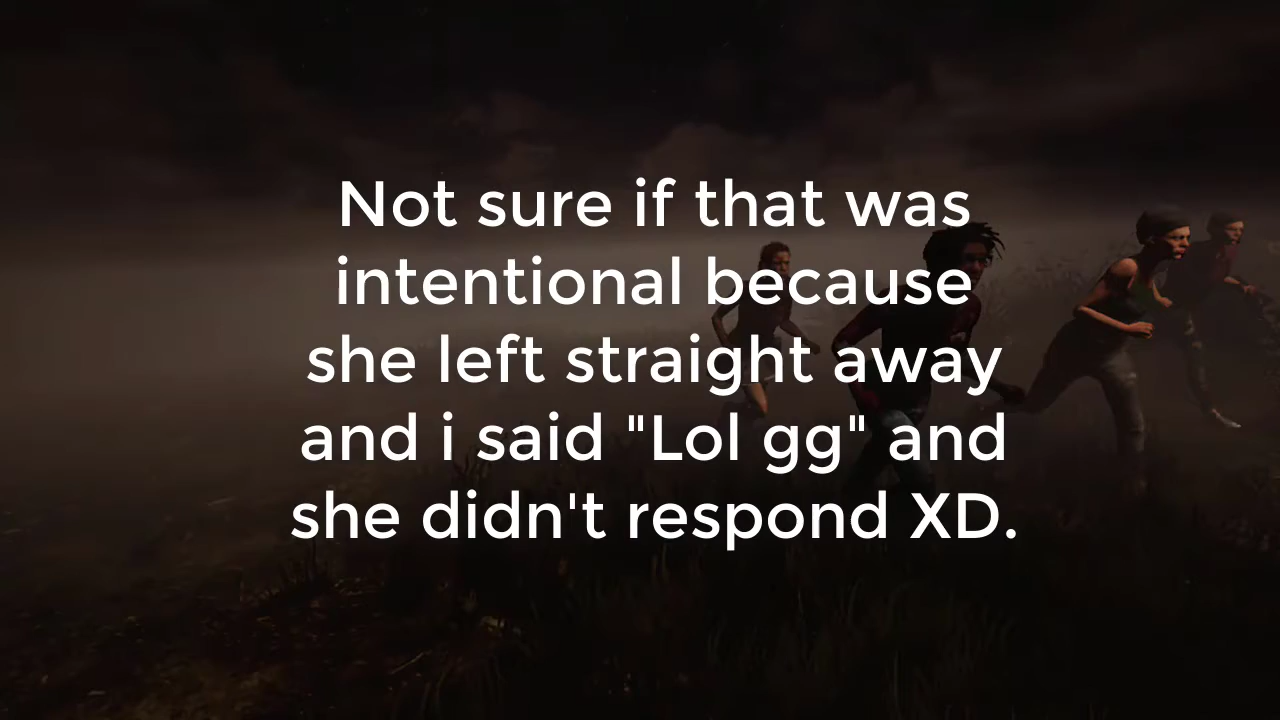 Not sure if that was
intentional because
she left straight away
and i said "Lol gg" and
she didn't respond XD.